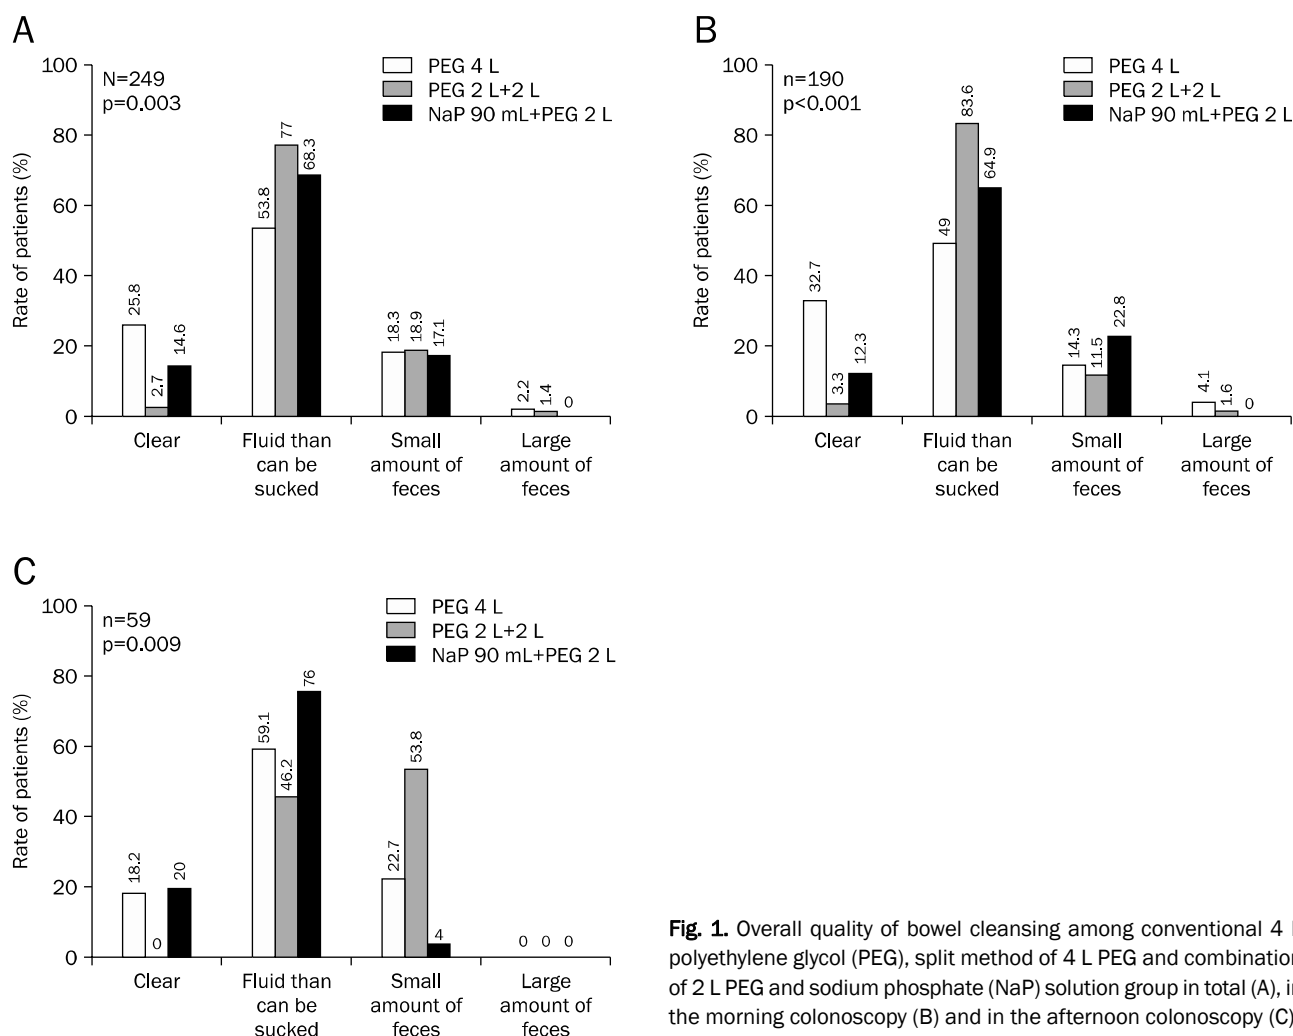 A
N=249
p=0.003
PEG 4 L
PEG 2 L+2 L
NaP 90 mL+PEG 2 L
Rate of patients (%)
100
80
60
40
20
0
25.8
2.7
14.6
53.8
77
68.3
18.3
18.9
17.1
2.2
1.4
0
Clear
Fluid than
can be
sucked
Small
amount of
feces
Large
amount of
feces
B
n=190
p<0.001
PEG 4 L
PEG 2 L+2 L
NaP 90 mL+PEG 2 L
Rate of patients (%)
100
80
60
40
20
0
32.7
3.3
12.3
49
83.6
64.9
14.3
11.5
22.8
4.1
1.6
0
Clear
Fluid than
can be
sucked
Small
amount of
feces
Large
amount of
feces
C
n=59
p=0.009
PEG 4 L
PEG 2 L+2 L
NaP 90 mL+PEG 2 L
Rate of patients (%)
100
80
60
40
20
0
18.2
0
20
59.1
46.2
76
22.7
53.8
4
0
0
0
Clear
Fluid than
can be
sucked
Small
amount of
feces
Large
amount of
feces
Fig. 1. Overall quality of bowel cleansing among conventional 4 L
polyethylene glycol (PEG), split method of 4 L PEG and combination
of 2 L PEG and sodium phosphate (NaP) solution group in total (A), in
the morning colonoscopy (B) and in the afternoon colonoscopy (C).